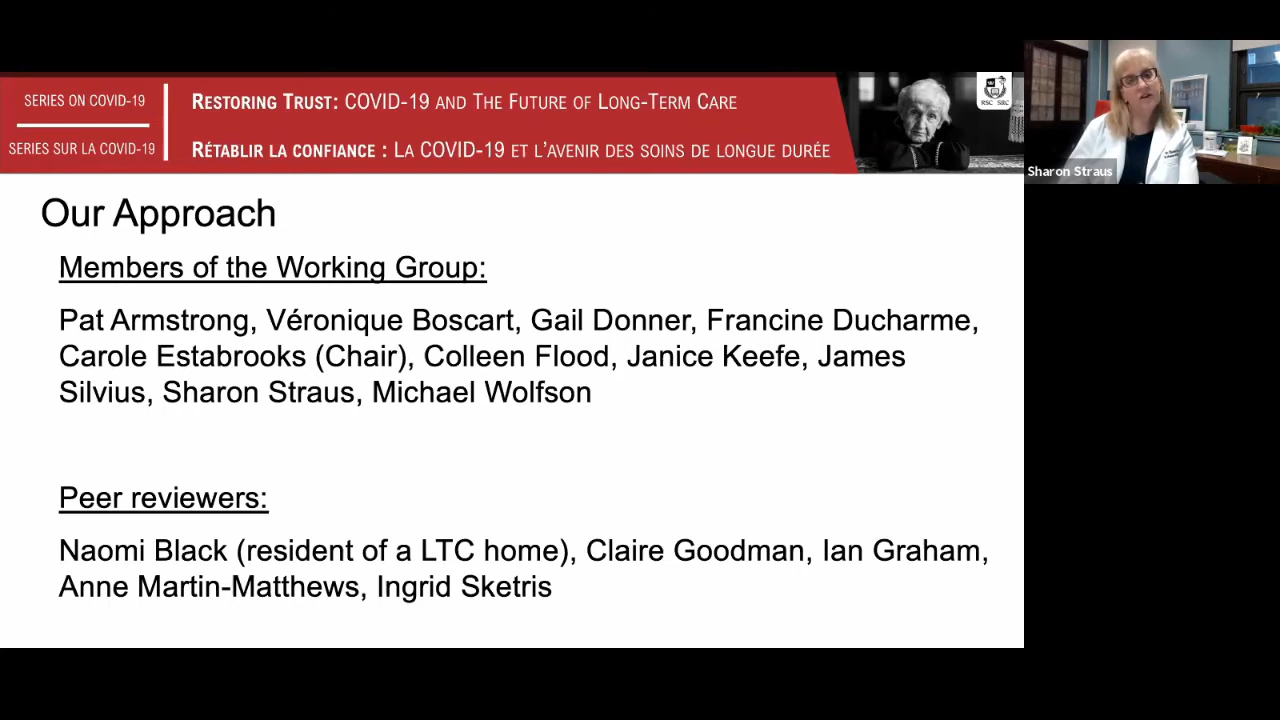 SERIES ON COVID-19
SERIES SUR LA COVID-19
RESTORING TRUST: COVID-19 AND THE FUTURE OF LONG-TERM CARE
RÉTABLIR LA CONFIANCE : LA COVID-19 ET L'AVENIR DES SOINS DE LONGUE DURÉE
RSC SRC
Sharon Straus
Our Approach
Members of the Working Group:
Pat Armstrong, Véronique Boscart, Gail Donner, Francine Ducharme,
Carole Estabrooks (Chair), Colleen Flood, Janice Keefe, James
Silvius, Sharon Straus, Michael Wolfson
Peer reviewers:
Naomi Black (resident of a LTC home), Claire Goodman, Ian Graham,
Anne Martin-Matthews, Ingrid Sketris